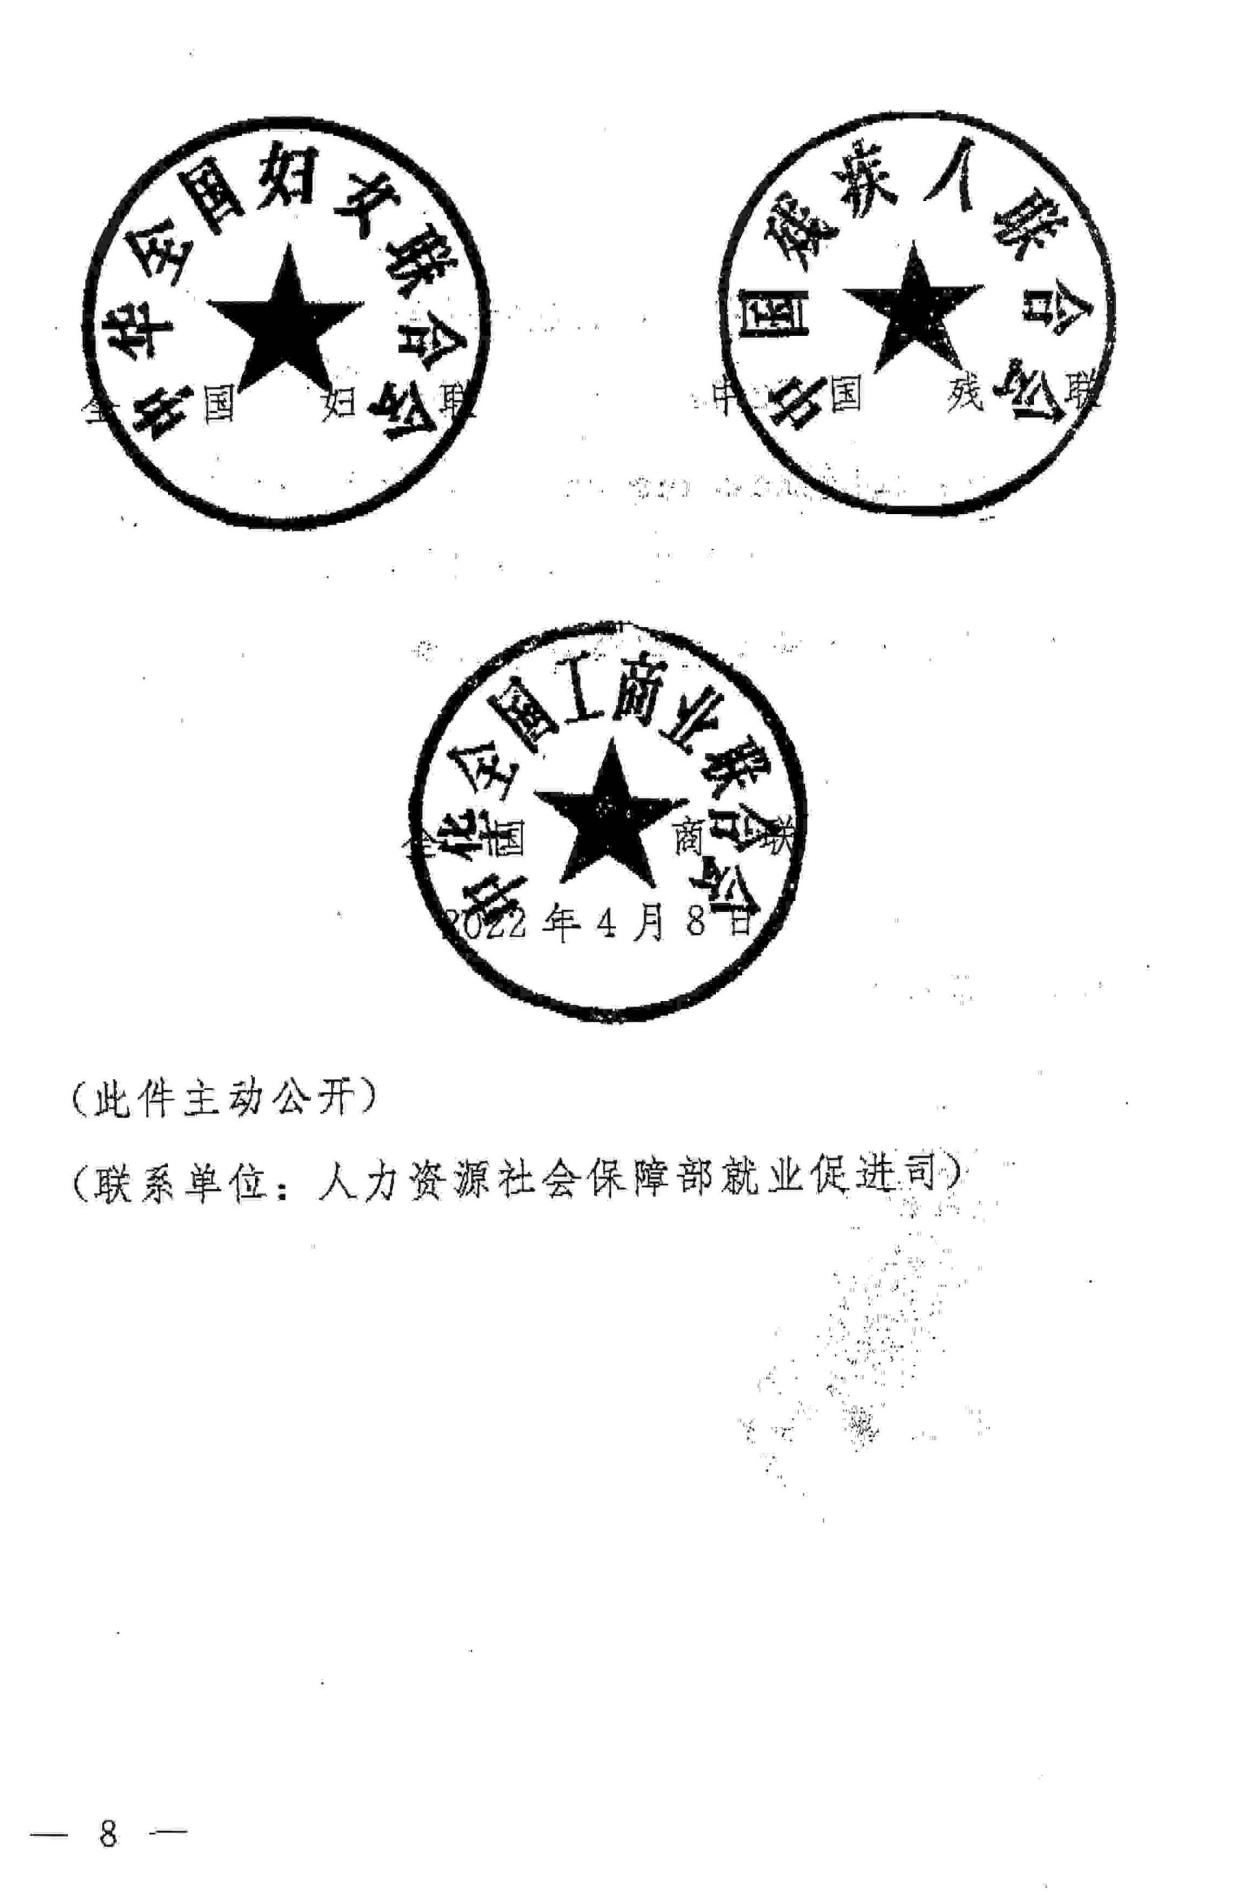 中华全国妇女联合会
全国妇联
中国残疾人联合会
中国残联
中华全国工商业联合会
全国 商联
2022年4月8日
(此件主动公开)
(联系单位：人力资源社会保障部就业促进司)
— 8 —